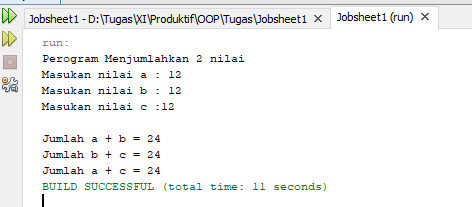 Jobsheet1 - D:\Tugas\XI\Produktif\OOP\Tugas\Jobsheet1 x Jobsheet1 (run) x
run:
Perogram Menjumlahkan 2 nilai
Masukan nilai a : 12
Masukan nilai b : 12
Masukan nilai c :12
Jumlah a + b = 24
Jumlah b + c = 24
Jumlah a + c = 24
BUILD SUCCESSFUL (total time: 11 seconds)